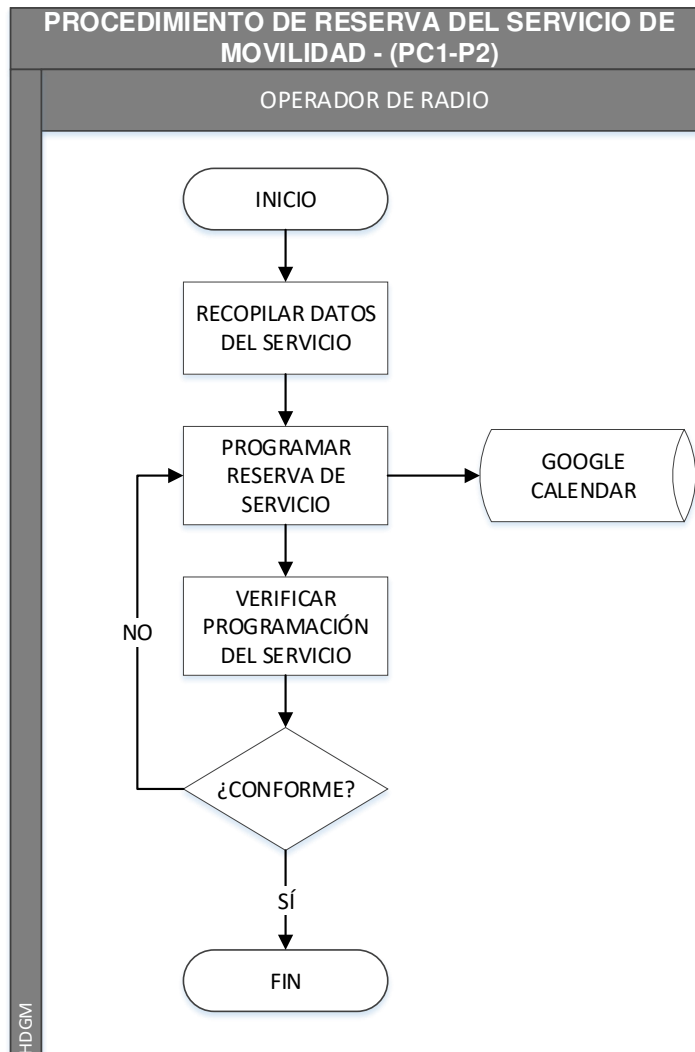 PROCEDIMIENTO DE RESERVA DEL SERVICIO DE
MOVILIDAD - (PC1-P2)
OPERADOR DE RADIO
INICIO
RECOPILAR DATOS
DEL SERVICIO
PROGRAMAR
RESERVA DE
SERVICIO
GOOGLE
CALENDAR
VERIFICAR
PROGRAMACIÓN
DEL SERVICIO
NO
¿CONFORME?
SÍ
FIN
HDGM